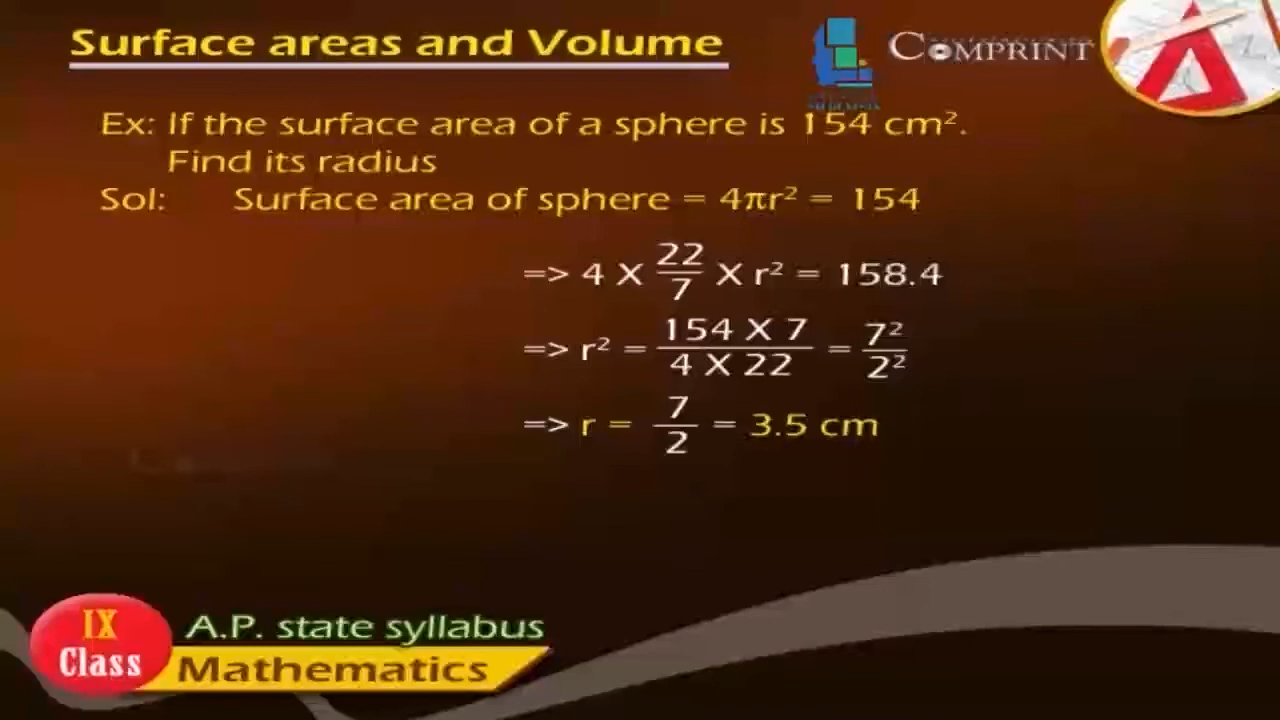 Surface areas and Volume
COMPRINT
Ex: If the surface area of a sphere is 154 cm².
Find its radius
Sol: Surface area of sphere = 4πr² = 154
=> 4 X 22/7 X r² = 158.4
=> r² = 154 X 7 / 4 X 22 = 7²/2²
=> r = 7/2 = 3.5 cm
IX
Class
A.P. state syllabus
Mathematics